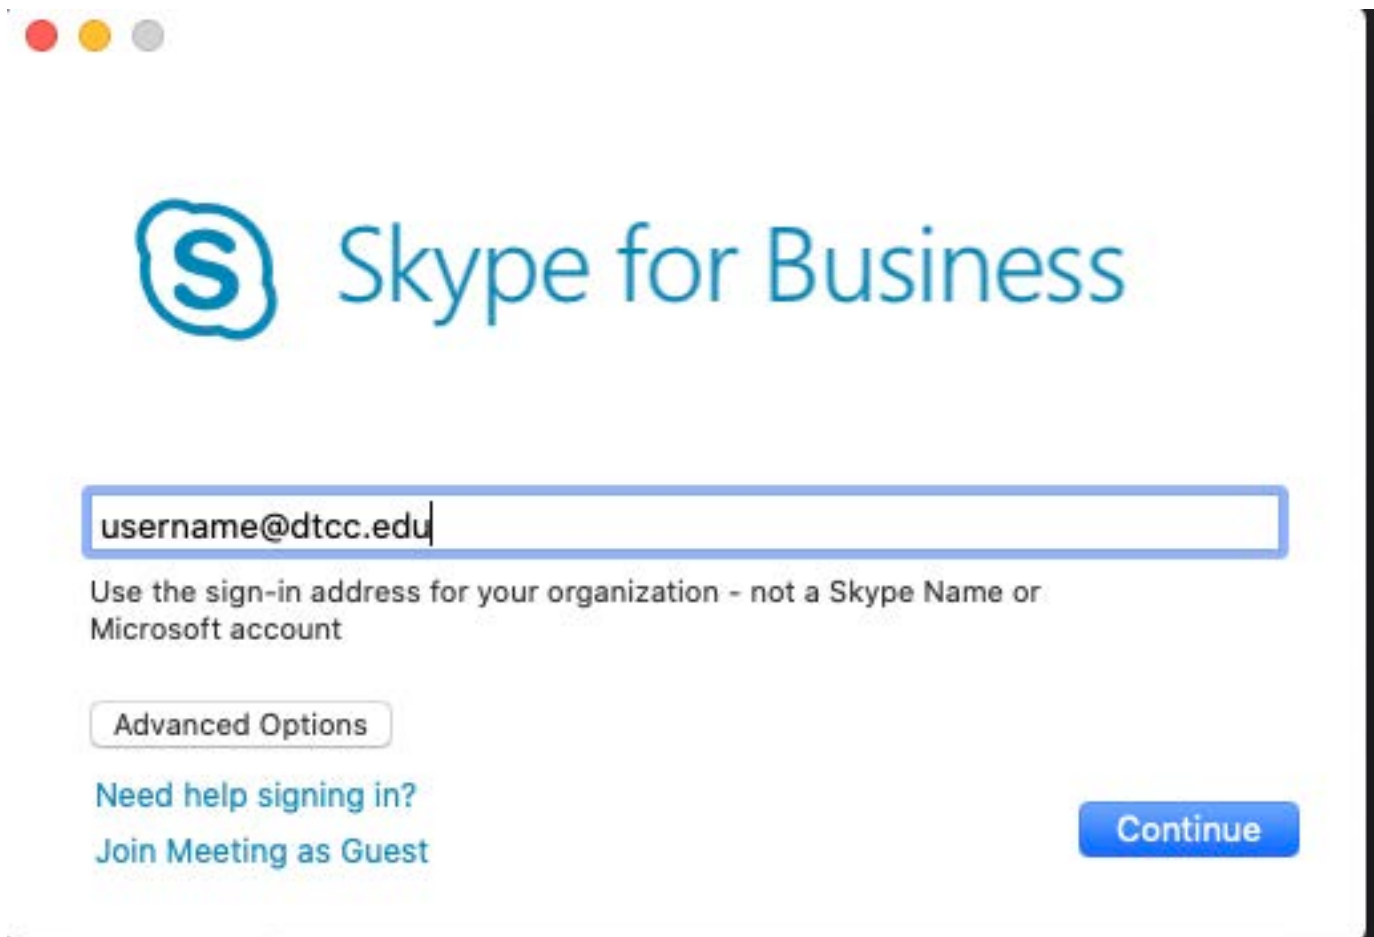 Skype for Business
username@dtcc.edu
Use the sign-in address for your organization - not a Skype Name or
Microsoft account
Advanced Options
Need help signing in?
Join Meeting as Guest
Continue